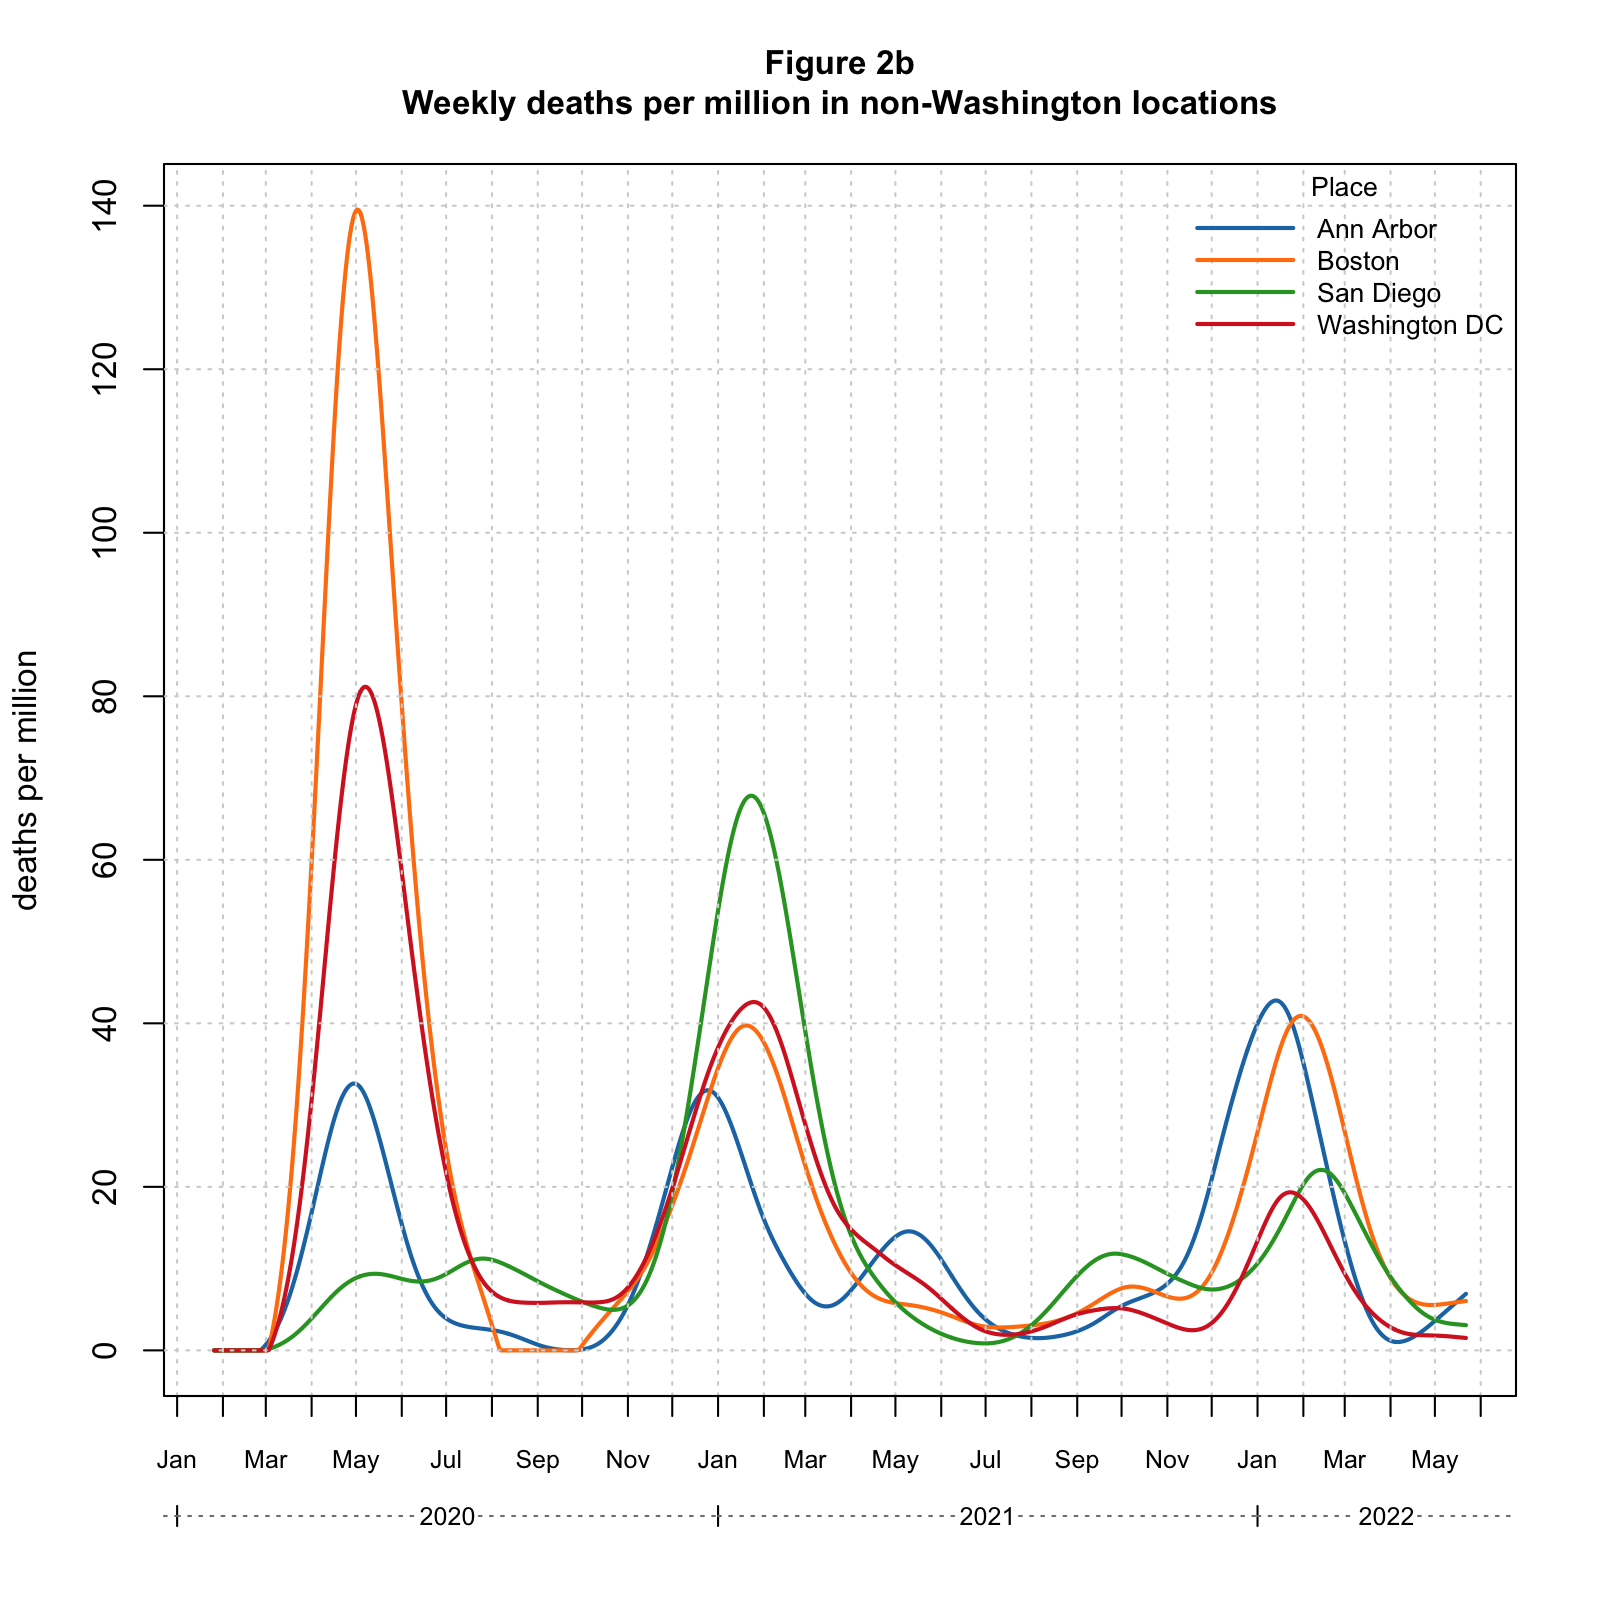 Figure 2b
Weekly deaths per million in non-Washington locations
deaths per million
140
120
100
80
60
40
20
0
Place
Ann Arbor
Boston
San Diego
Washington DC
Jan Mar May Jul Sep Nov Jan Mar May Jul Sep Nov Jan Mar May
2020 2021 2022